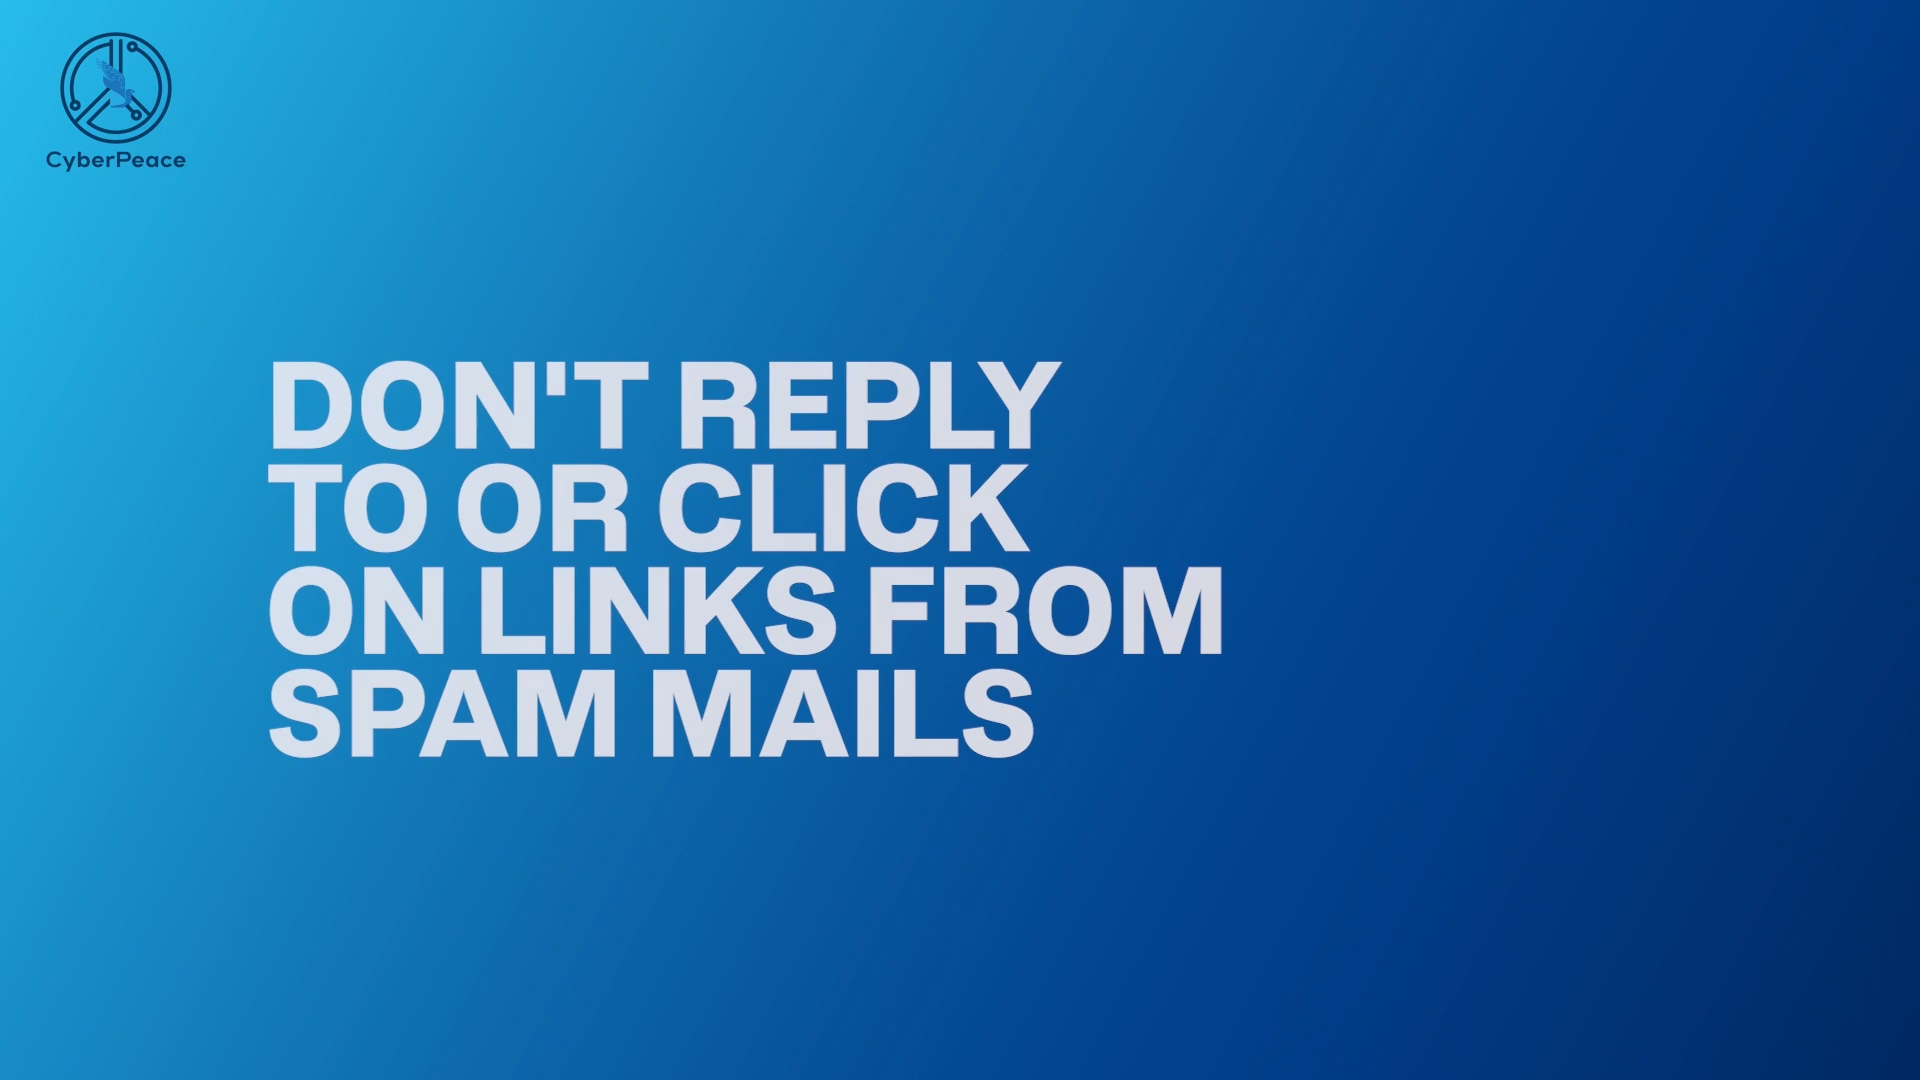 CyberPeace
DON'T REPLY
TO OR CLICK
ON LINKS FROM
SPAM MAILS